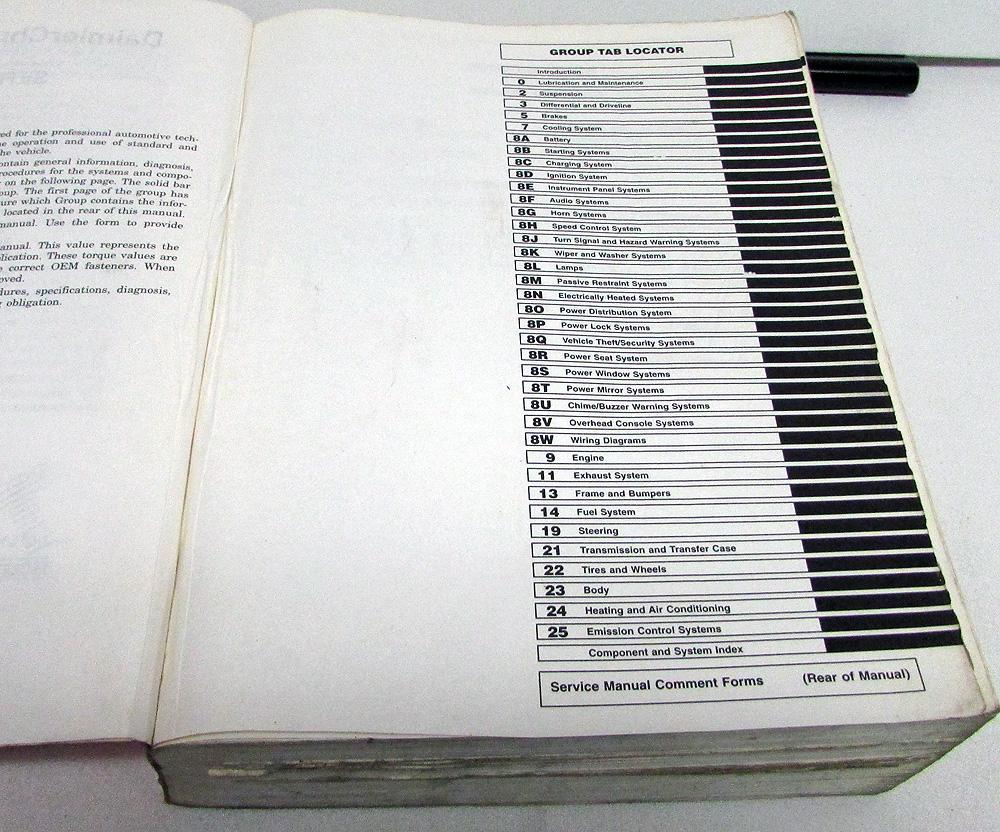 ed for the professional automotive tech-
e operation and use of standard and
he vehicle.
ontain general information, diagnosis,
rocedures for the systems and compo-
on the following page. The solid bar
oup. The first page of the group has
ure which Group contains the infor-
located in the rear of this manual.
manual. Use the form to provide
anual. This value represents the
lication. These torque values are
correct OEM fasteners. When
oved.
dures, specifications, diagnosis,
obligation.
GROUP TAB LOCATOR
Introduction
0 Lubrication and Maintenance
2 Suspension
3 Differential and Driveline
5 Brakes
7 Cooling System
8A Battery
8B Starting Systems
8C Charging System
8D Ignition System
8E Instrument Panel Systems
8F Audio Systems
8G Horn Systems
8H Speed Control System
8J Turn Signal and Hazard Warning Systems
8K Wiper and Washer Systems
8L Lamps
8M Passive Restraint Systems
8N Electrically Heated Systems
8O Power Distribution System
8P Power Lock Systems
8Q Vehicle Theft/Security Systems
8R Power Seat System
8S Power Window Systems
8T Power Mirror Systems
8U Chime/Buzzer Warning Systems
8V Overhead Console Systems
8W Wiring Diagrams
9 Engine
11 Exhaust System
13 Frame and Bumpers
14 Fuel System
19 Steering
21 Transmission and Transfer Case
22 Tires and Wheels
23 Body
24 Heating and Air Conditioning
25 Emission Control Systems
Component and System Index
Service Manual Comment Forms (Rear of Manual)